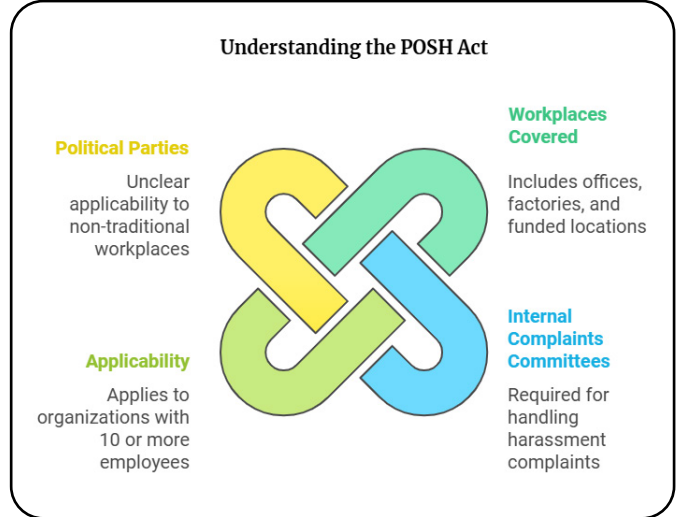 Understanding the POSH Act
Political Parties
Unclear
applicability to
non-traditional
workplaces
Workplaces
Covered
Includes offices,
factories, and
funded locations
Applicability
Applies to
organizations with
10 or more
employees
Internal
Complaints
Committees
Required for
handling
harassment
complaints